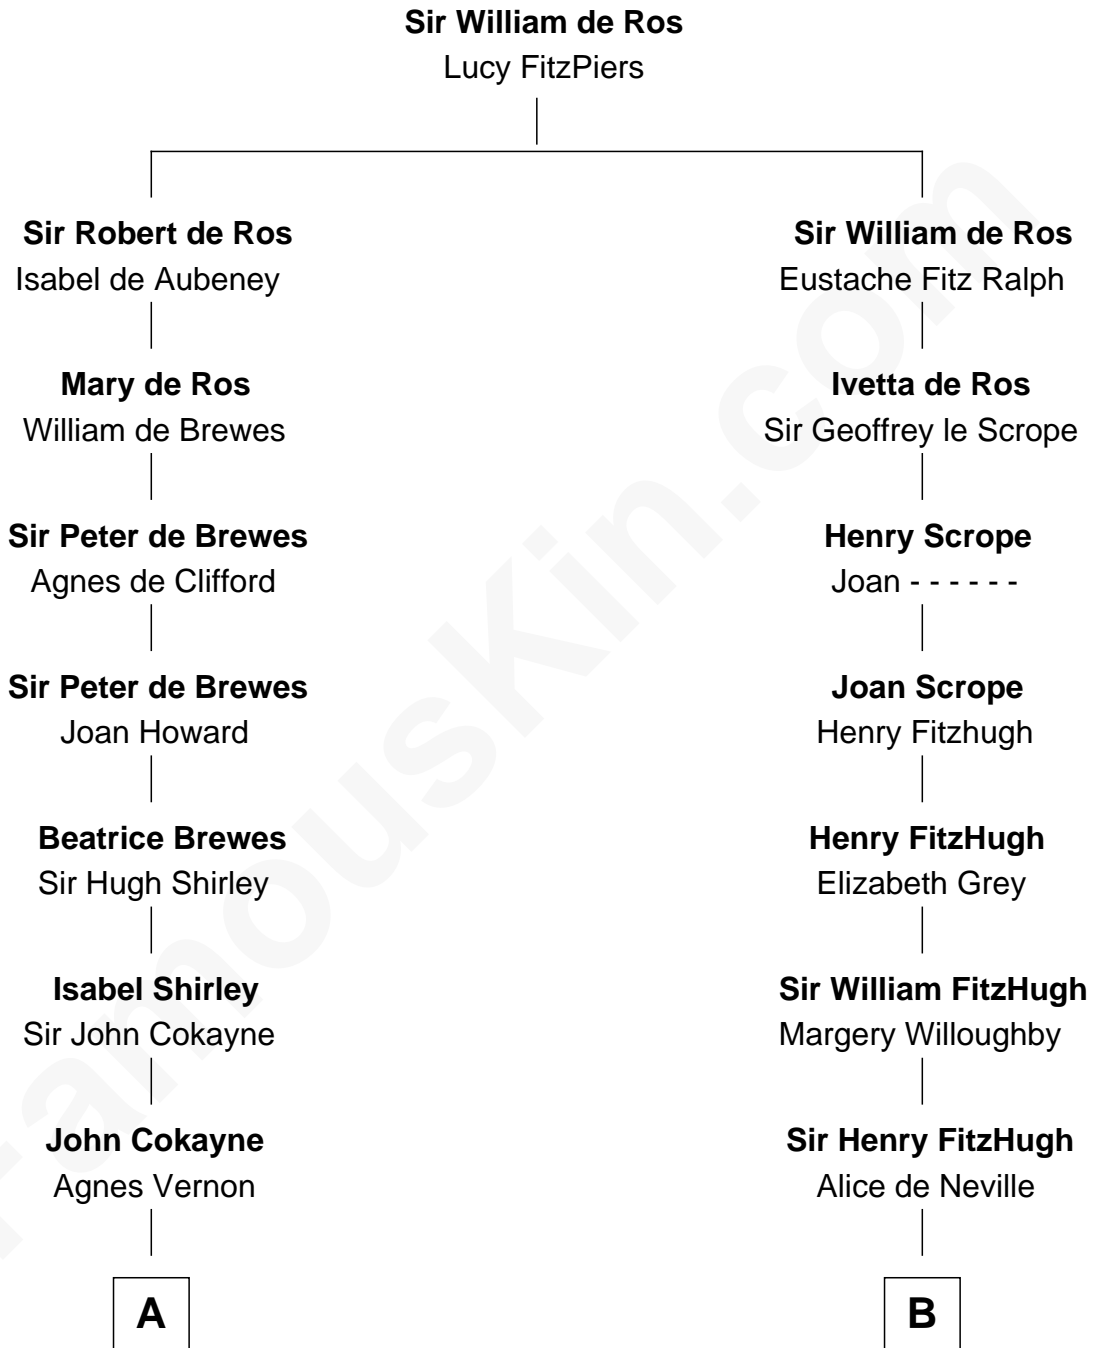 Sir William de Ros
Lucy FitzPiers
Sir Robert de Ros
Isabel de Aubeney
Sir William de Ros
Eustache Fitz Ralph
Mary de Ros
William de Brewes
Ivetta de Ros
Sir Geoffrey le Scrope
Sir Peter de Brewes
Agnes de Clifford
Henry Scrope
Joan - - - - - -
Sir Peter de Brewes
Joan Howard
Joan Scrope
Henry Fitzhugh
Beatrice Brewes
Sir Hugh Shirley
Henry FitzHugh
Elizabeth Grey
Isabel Shirley
Sir John Cokayne
Sir William FitzHugh
Margery Willoughby
John Cokayne
Agnes Vernon
Sir Henry FitzHugh
Alice de Neville
A
B
FamousKin.com